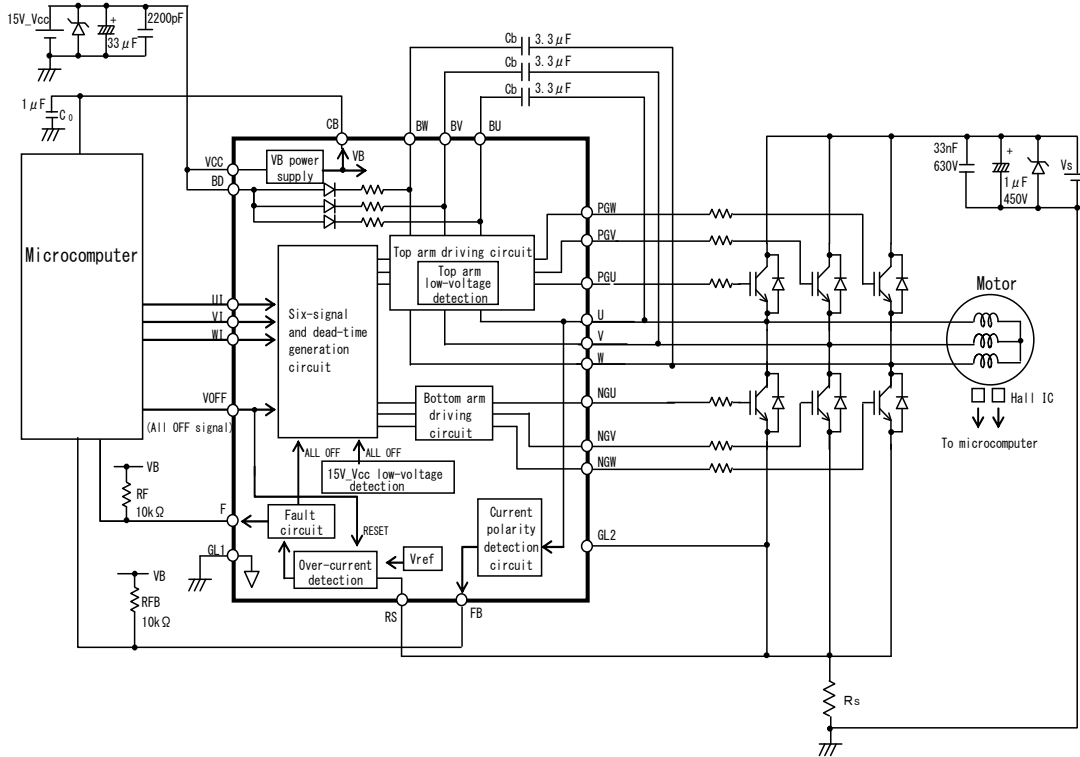 15V_Vcc
33μF
2200pF
Cb 3.3μF
Cb 3.3μF
Cb 3.3μF
1μF
C0
CB
BW
BV
BU
VCC
BD
VB power
supply
VB
33nF
630V
+
1μF
450V
Vs
+
Microcomputer
PGW
PGV
PGU
Top arm driving circuit
Top arm
low-voltage
detection
Motor
UI
VI
WI
Six-signal
and dead-time
generation
circuit
U
V
W
VOFF
(All OFF signal)
Bottom arm
driving
circuit
NGU
NGV
NGW
Hall IC
To microcomputer
ALL OFF
ALL OFF
15V_Vcc low-voltage
detection
VB
RF
10kΩ
F
Fault
circuit
RESET
Current
polarity
detection
circuit
GL2
GL1
Vref
Over-current
detection
VB
RFB
10kΩ
RS
FB
Rs